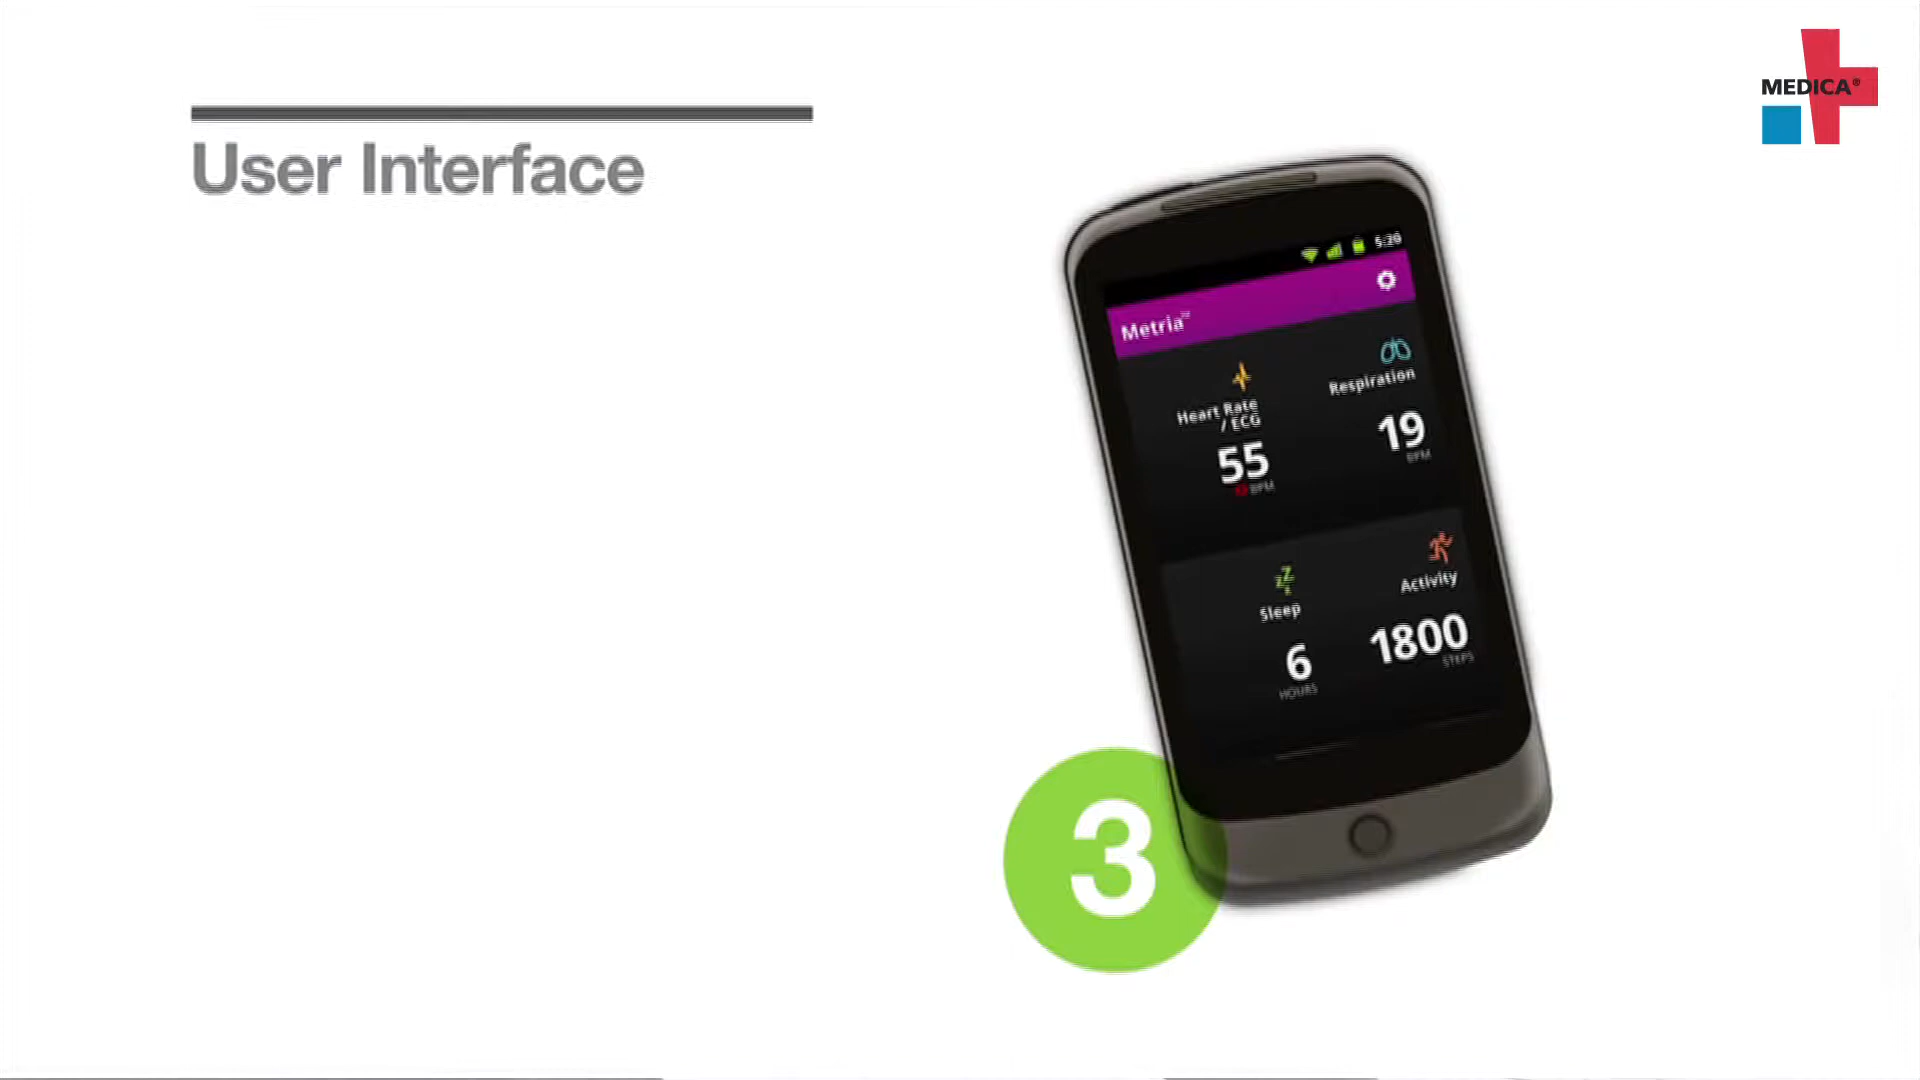 MEDICA®
User Interface
5:29
Metria™
Heart Rate
/ ECG
55
BPM
Respiration
19
BPM
Sleep
6
HOURS
Activity
1800
STEPS
3